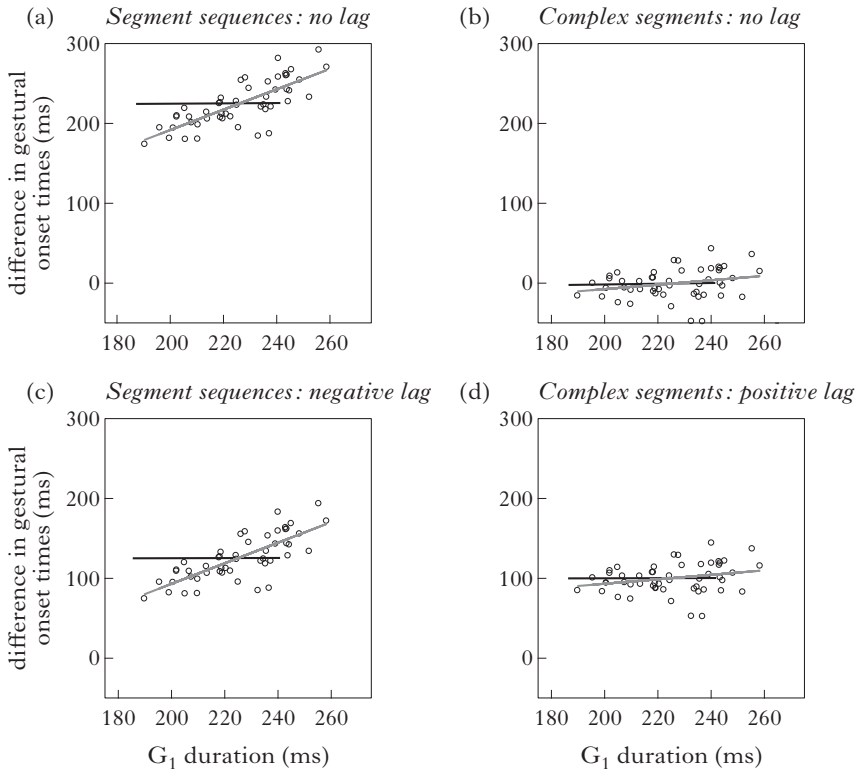 (a) Segment sequences: no lag
(b) Complex segments: no lag
difference in gestural
onset times (ms)
300
200
100
0
180 200 220 240 260
300
200
100
0
180 200 220 240 260
(c) Segment sequences: negative lag
(d) Complex segments: positive lag
difference in gestural
onset times (ms)
300
200
100
0
180 200 220 240 260
G₁ duration (ms)
300
200
100
0
180 200 220 240 260
G₁ duration (ms)